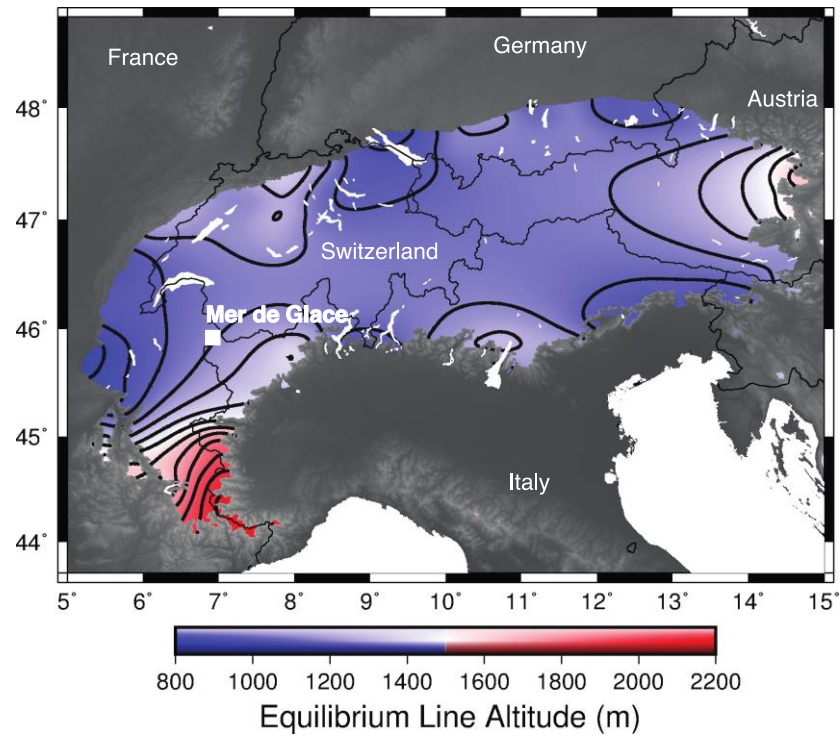 France
Germany
48°
Austria
47°
Switzerland
Mer de Glace
46°
45°
Italy
44°
5° 6° 7° 8° 9° 10° 11° 12° 13° 14° 15°
800 1000 1200 1400 1600 1800 2000 2200
Equilibrium Line Altitude (m)